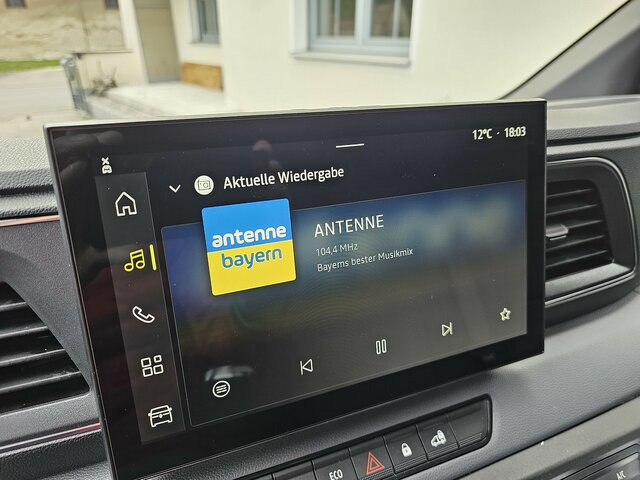 12°C · 18:03
Aktuelle Wiedergabe
antenne
bayern
ANTENNE
104,4 MHz
Bayerns bester Musikmix
ECO
A/C